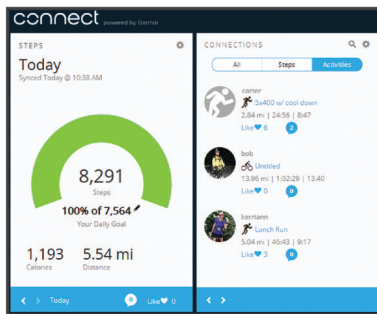 connect powered by Garmin
STEPS
Today
Synced Today @ 10:38 AM
8,291
Steps
100% of 7,564
Your Daily Goal
1,193
Calories
5.54 mi
Distance
Today
0
Like 0
CONNECTIONS
All
Steps
Activities
carter
5x400 w/ cool down
2.84 mi | 24:56 | 8:47
Like 6
2
bob
Untitled
13.96 mi | 1:02:29 | 13.40
Like 0
0
kerriann
Lunch Run
5.04 mi | 46:43 | 9:17
Like 3
0